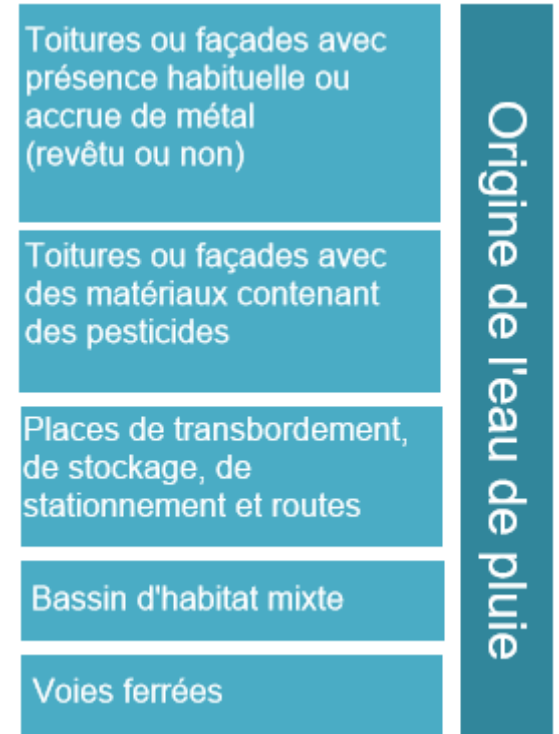 Toitures ou façades avec
présence habituelle ou
accrue de métal
(revêtu ou non)
Toitures ou façades avec
des matériaux contenant
des pesticides
Places de transbordement,
de stockage, de
stationnement et routes
Bassin d'habitat mixte
Voies ferrées
Origine de l'eau de pluie